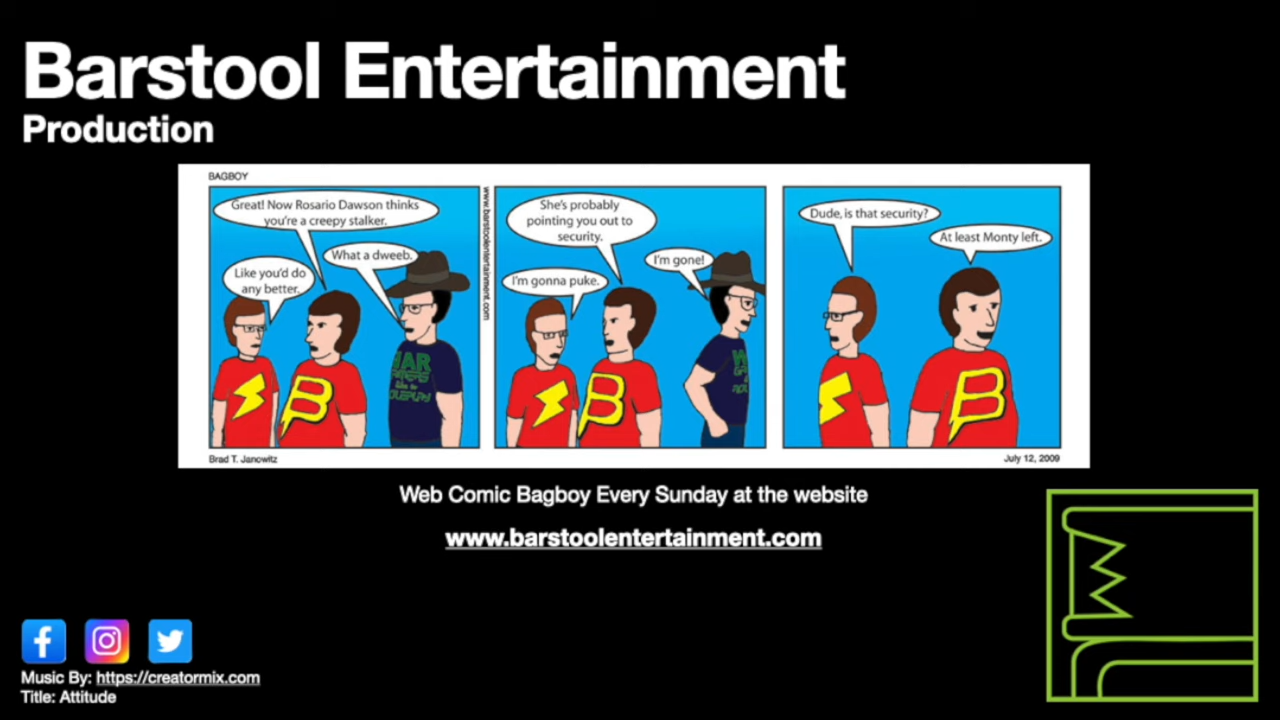 Barstool Entertainment
Production
BAGBOY
Great! Now Rosario Dawson thinks
you're a creepy stalker.
What a dweeb.
Like you'd do
any better.
www.barstoolentertainment.com
She's probably
pointing you out to
security.
I'm gone!
I'm gonna puke.
Dude, is that security?
At least Monty left.
Brad T. Janowitz
July 12, 2009
Web Comic Bagboy Every Sunday at the website
www.barstoolentertainment.com
Music By: https://creatormix.com
Title: Attitude